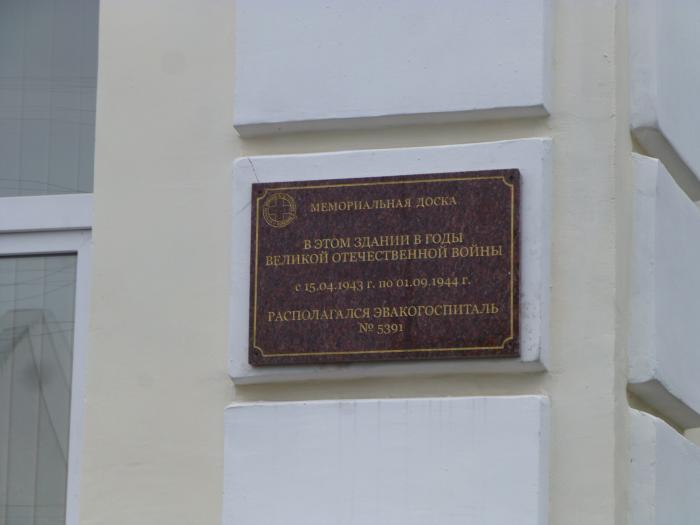 МЕМОРИАЛЬНАЯ ДОСКА
В ЭТОМ ЗДАНИИ В ГОДЫ
ВЕЛИКОЙ ОТЕЧЕСТВЕННОЙ ВОЙНЫ
с 15.04.1943 г. по 01.09.1944 г.
РАСПОЛАГАЛСЯ ЭВАКОГОСПИТАЛЬ
№ 5391